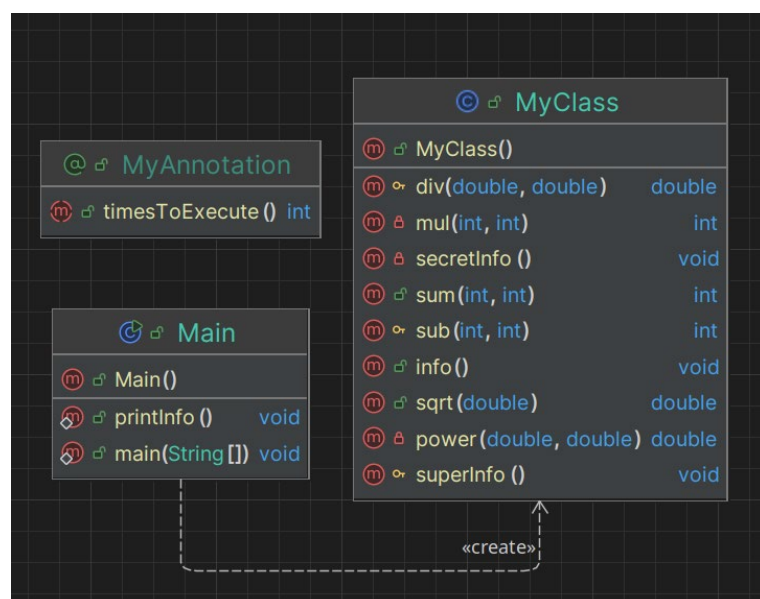 MyAnnotation
timesToExecute() int
Main
Main()
printInfo() void
main(String[]) void
MyClass
MyClass()
div(double, double) double
mul(int, int) int
secretInfo() void
sum(int, int) int
sub(int, int) int
info() void
sqrt(double) double
power(double, double) double
superInfo() void
«create»